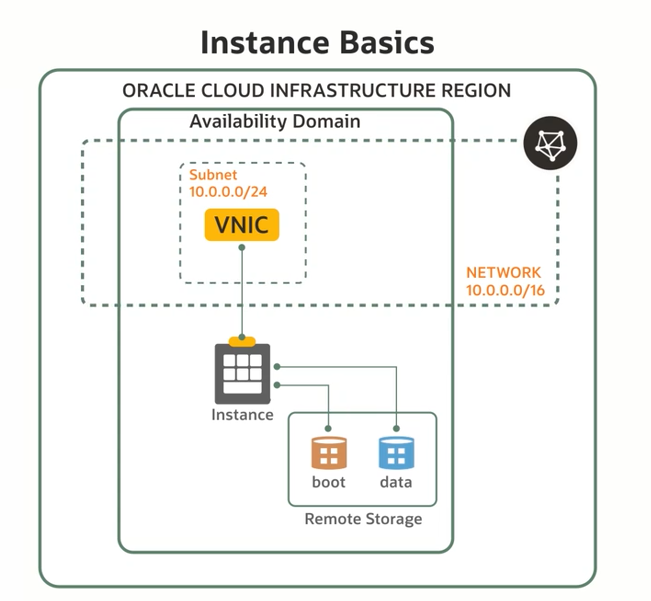 Instance Basics
ORACLE CLOUD INFRASTRUCTURE REGION
Availability Domain
Subnet
10.0.0.0/24
VNIC
NETWORK
10.0.0.0/16
Instance
boot
data
Remote Storage